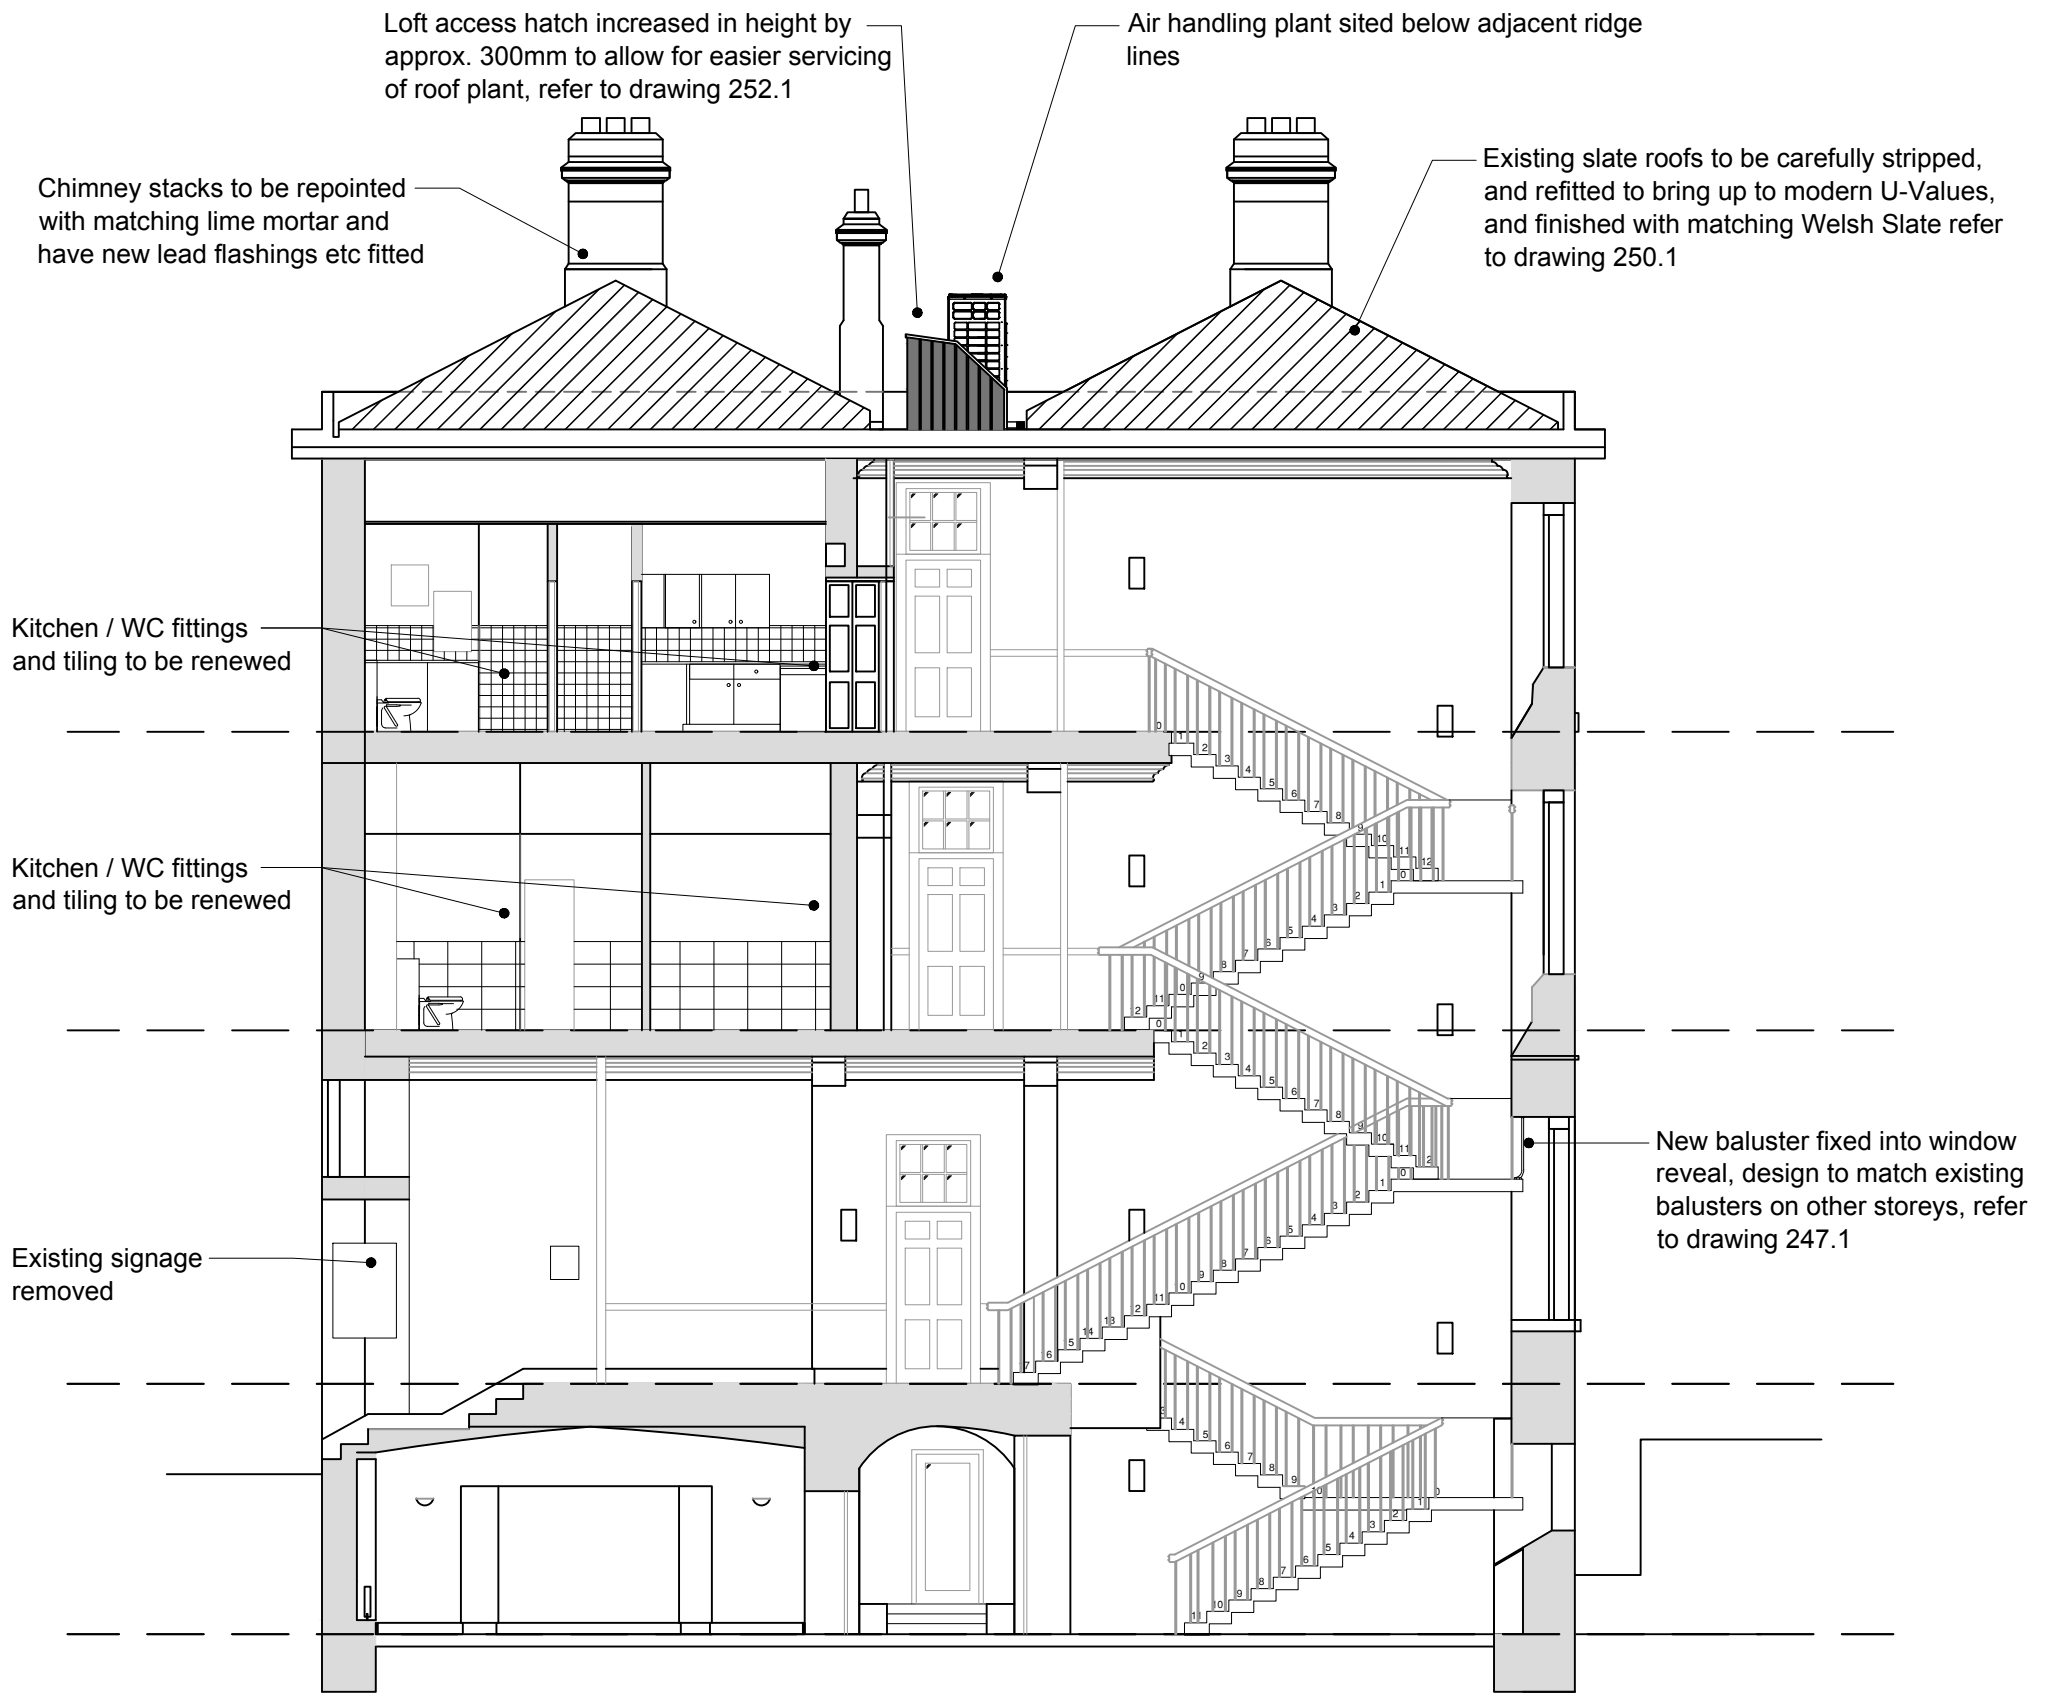 Loft access hatch increased in height by
approx. 300mm to allow for easier servicing
of roof plant, refer to drawing 252.1
Air handling plant sited below adjacent ridge
lines
Chimney stacks to be repointed
with matching lime mortar and
have new lead flashings etc fitted
Existing slate roofs to be carefully stripped,
and refitted to bring up to modern U-Values,
and finished with matching Welsh Slate refer
to drawing 250.1
Kitchen / WC fittings
and tiling to be renewed
Kitchen / WC fittings
and tiling to be renewed
New baluster fixed into window
reveal, design to match existing
balusters on other storeys, refer
to drawing 247.1
Existing signage
removed